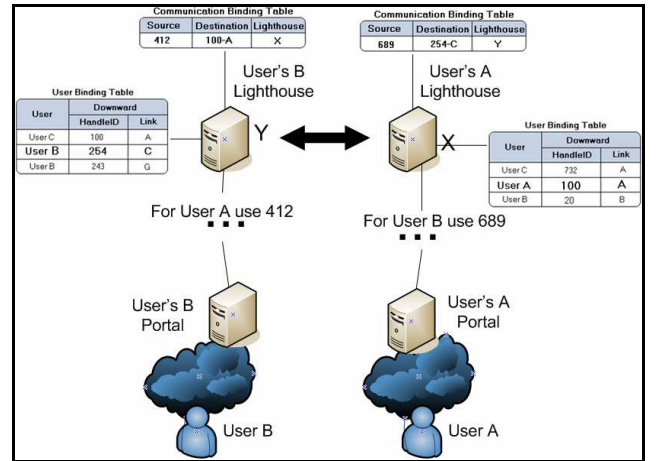 Communication Binding Table
Source Destination Lighthouse
412 100-A X
Communication Binding Table
Source Destination Lighthouse
689 254-C Y
User's B
Lighthouse
User's A
Lighthouse
User Binding Table
User Downward
HandleID Link
User C 100 A
User B 254 C
User B 243 G
Y
X
User Binding Table
User Downward
HandleID Link
User C 732 A
User A 100 A
User B 20 B
For User A use 412
...
For User B use 689
...
User's B
Portal
User's A
Portal
User B
User A